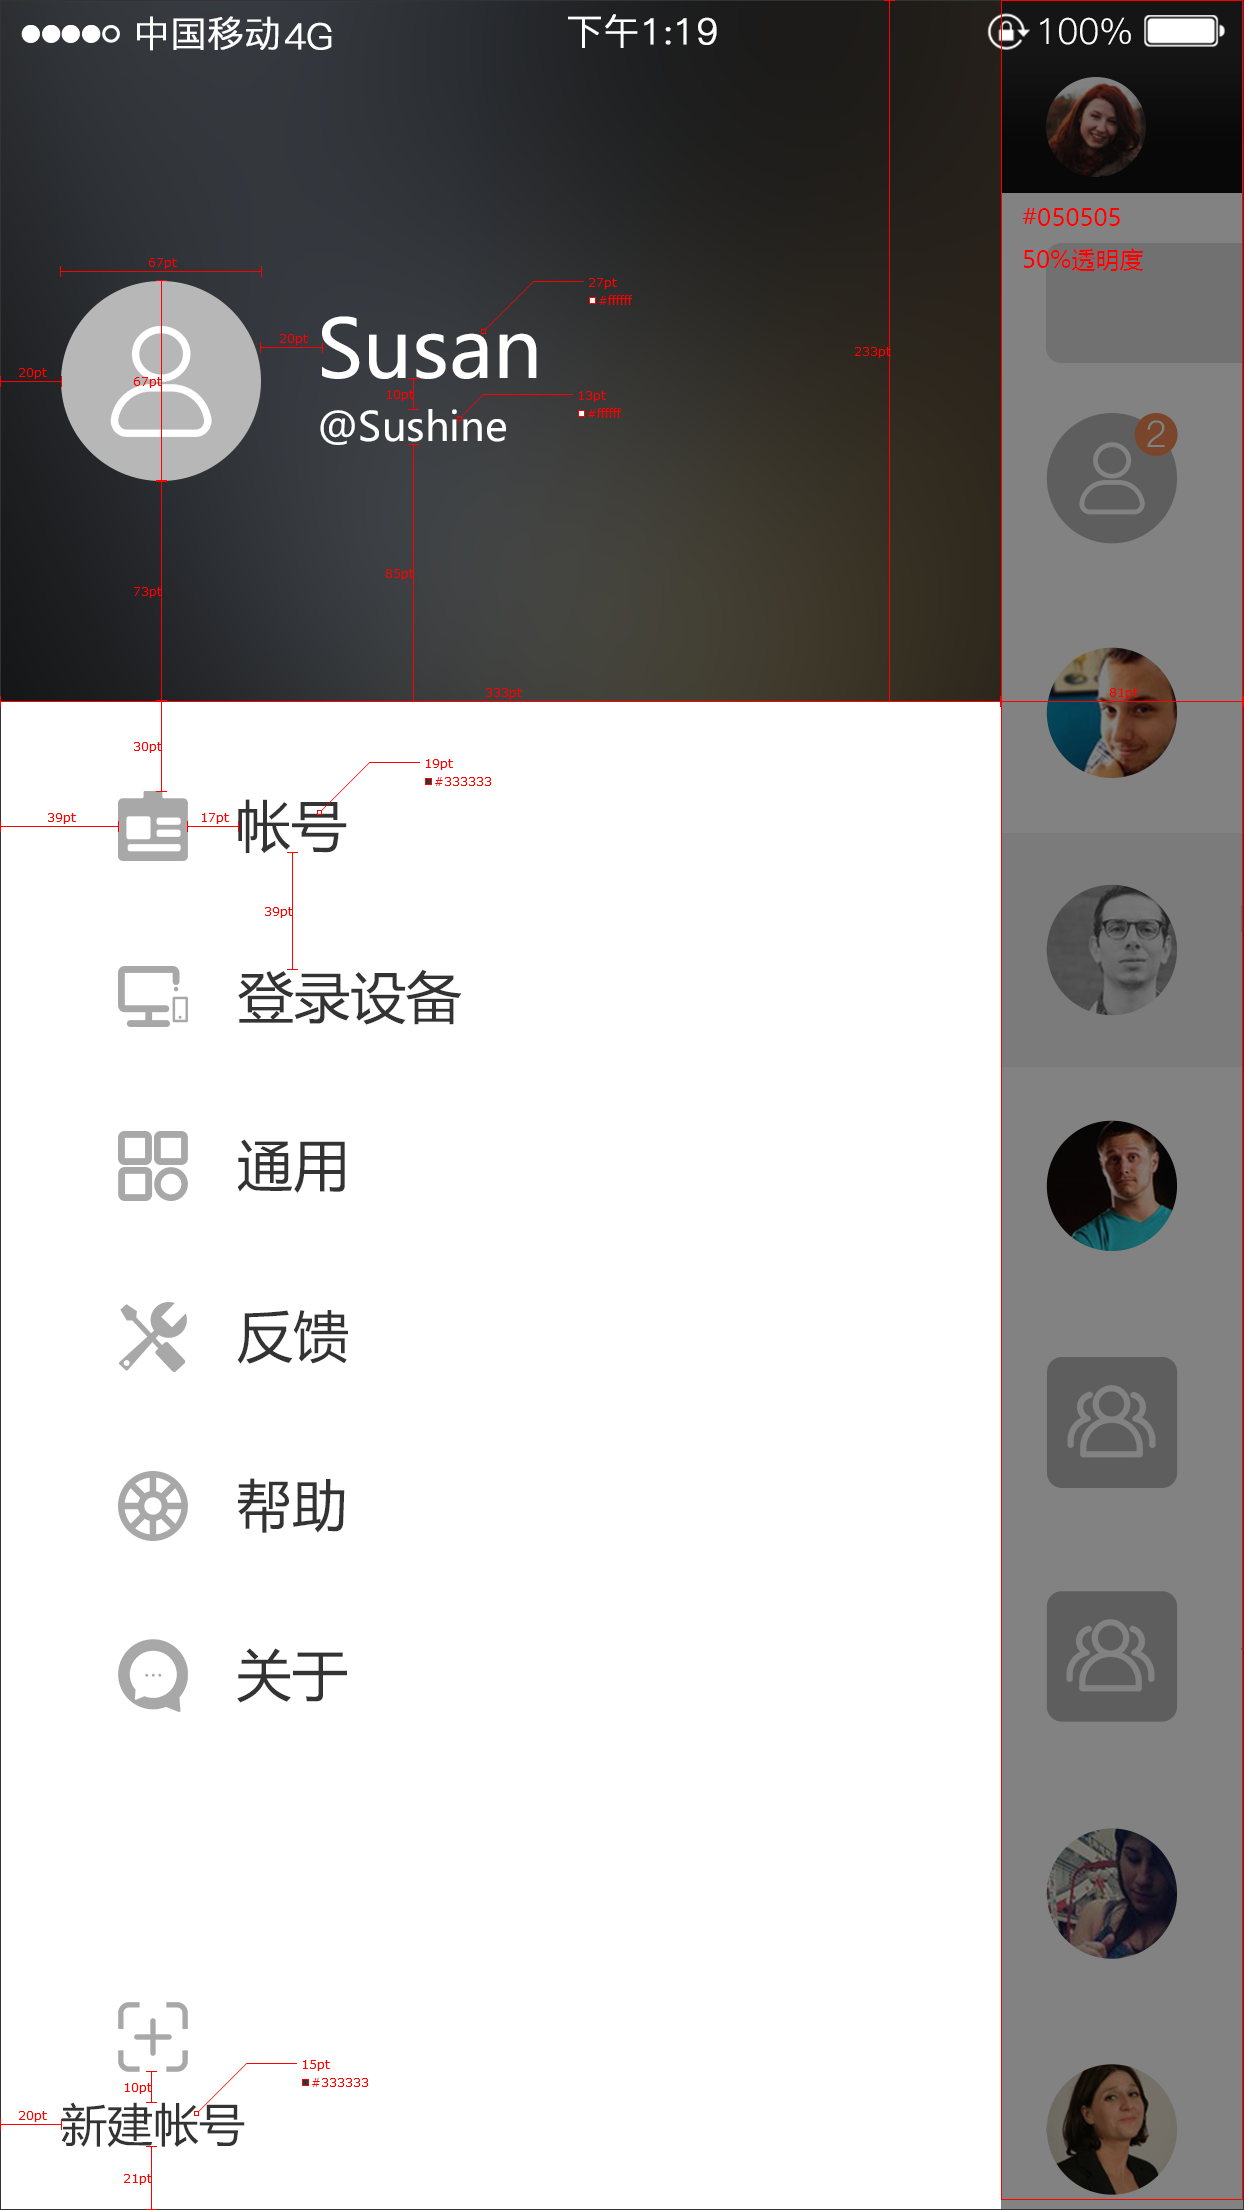 中国移动4G 下午1:19 100%
#050505
50%透明度
67pt
27pt
#ffffff
Susan
20pt
233pt
20pt
67pt
10pt
13pt
#ffffff
@Sushine
2
85pt
73pt
333pt
81pt
30pt
19pt
#333333
39pt
17pt
帐号
39pt
登录设备
通用
反馈
帮助
关于
15pt
#333333
10pt
20pt
新建帐号
21pt